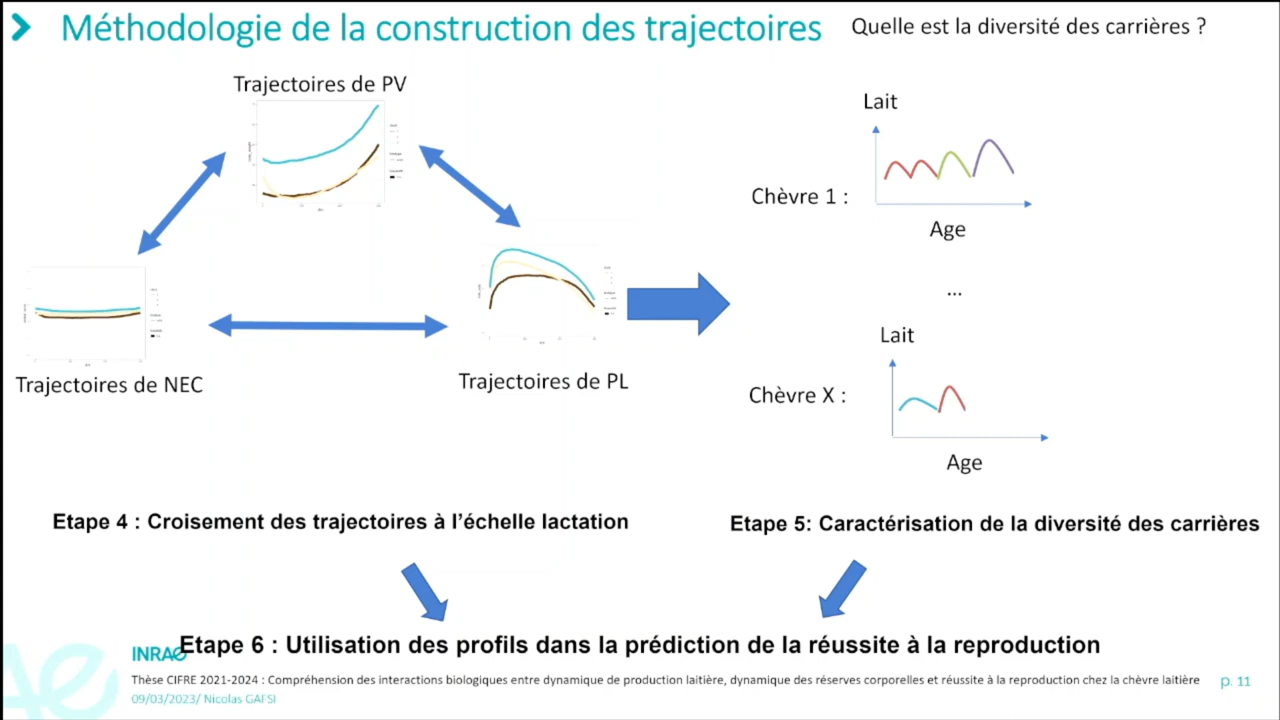 Méthodologie de la construction des trajectoires
Quelle est la diversité des carrières ?
Trajectoires de PV
Trajectoires de NEC
Trajectoires de PL
Lait
Chèvre 1 :
Age
...
Lait
Chèvre X :
Age
Etape 4 : Croisement des trajectoires à l'échelle lactation
Etape 5: Caractérisation de la diversité des carrières
Etape 6 : Utilisation des profils dans la prédiction de la réussite à la reproduction
INRAE
Thèse CIFRE 2021-2024 : Compréhension des interactions biologiques entre dynamique de production laitière, dynamique des réserves corporelles et réussite à la reproduction chez la chèvre laitière
09/03/2023/ Nicolas GAFSI
p. 11